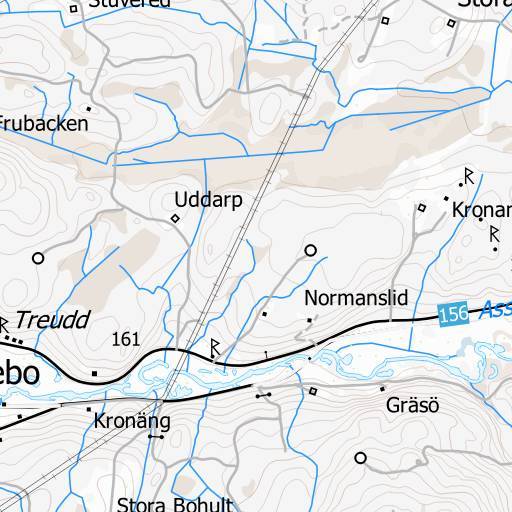 Stuvered
Stora
Frubacken
Uddarp
Kronan
Normanslid
156
Ass
Treudd
161
ebo
Kronäng
Gräsö
Stora Bohult